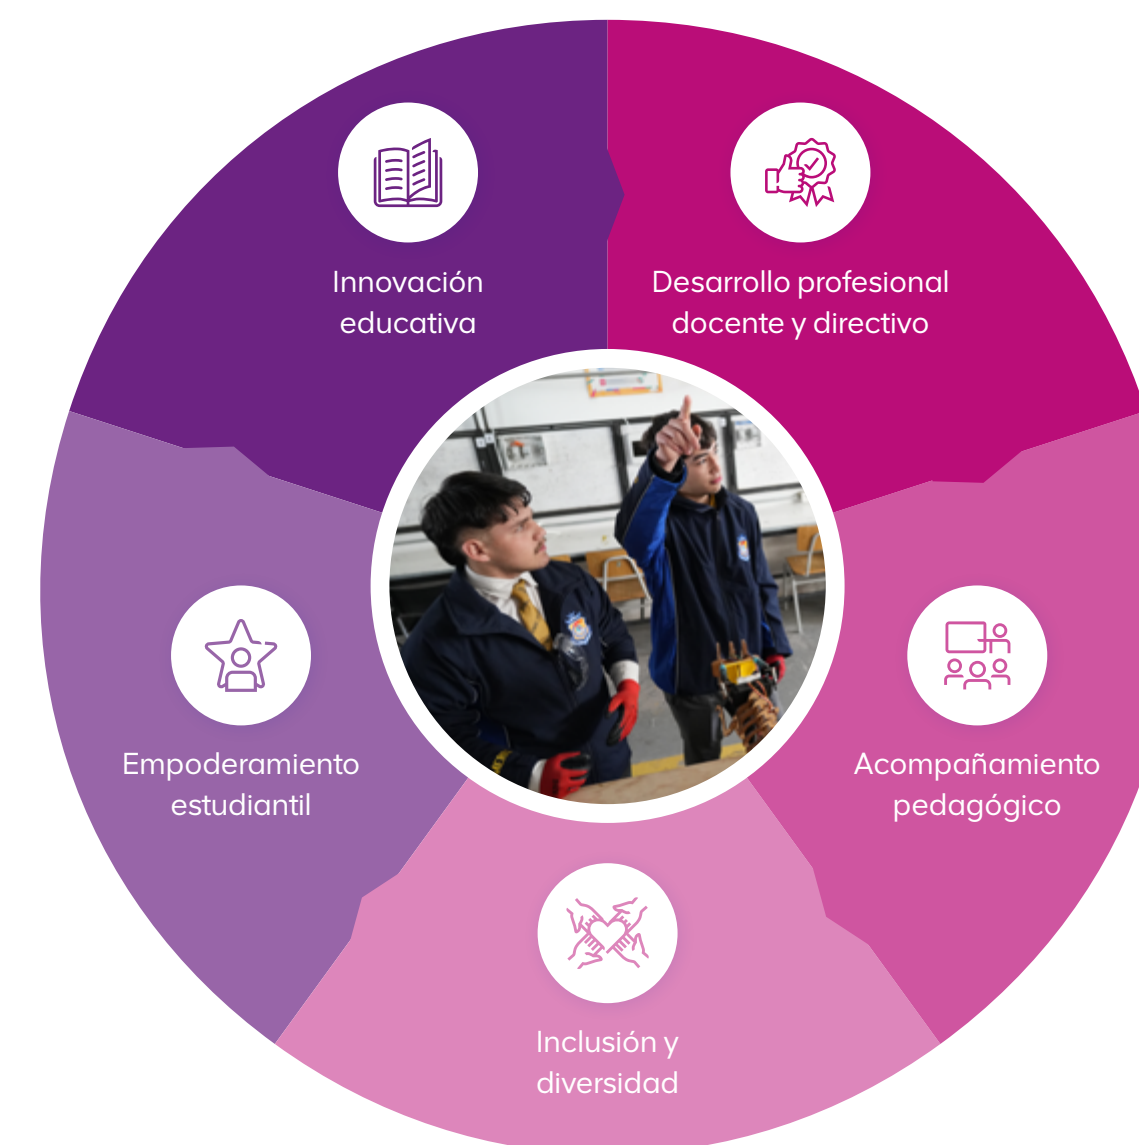 Innovación
educativa
Desarrollo profesional
docente y directivo
Empoderamiento
estudiantil
Acompañamiento
pedagógico
Inclusión y
diversidad